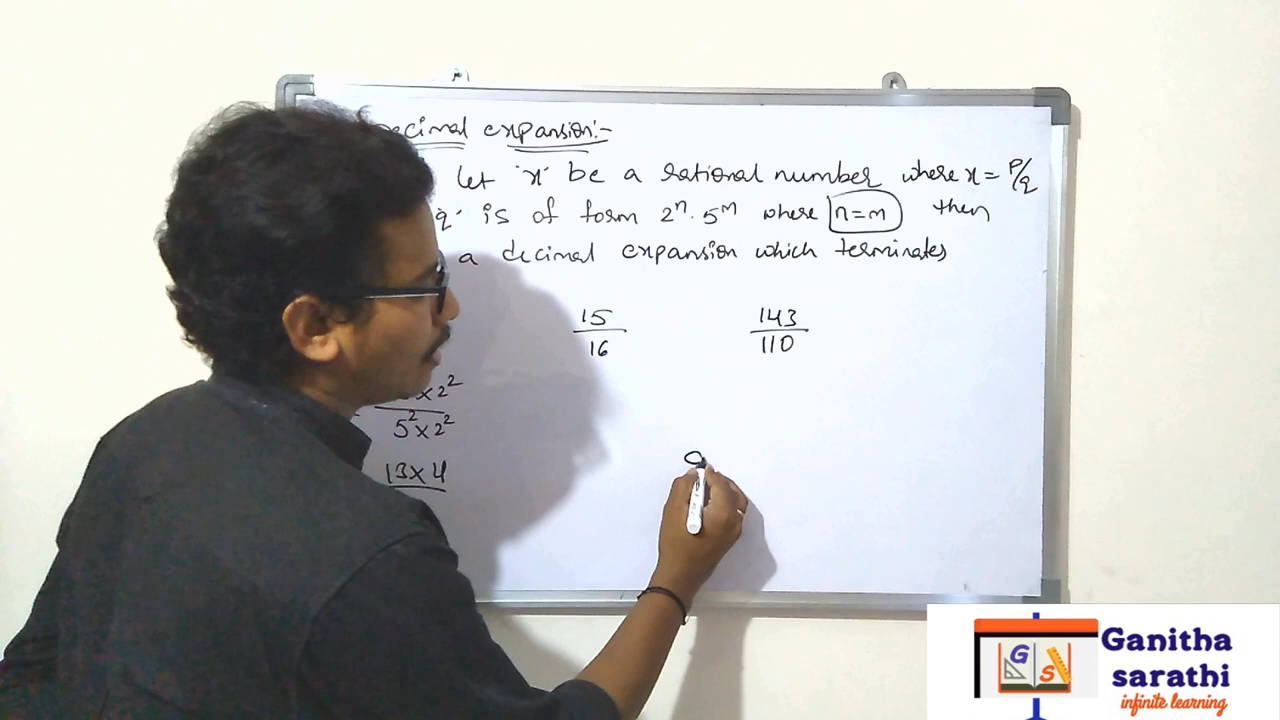 Decimal expansion:-
let 'x' be a rational number where x = P/q
'q' is of form 2ⁿ · 5ᵐ where n=m then
a decimal expansion which terminates
15
16
143
110
×2²
5²×2²
13×4
G
S
Ganitha
sarathi
infinite learning